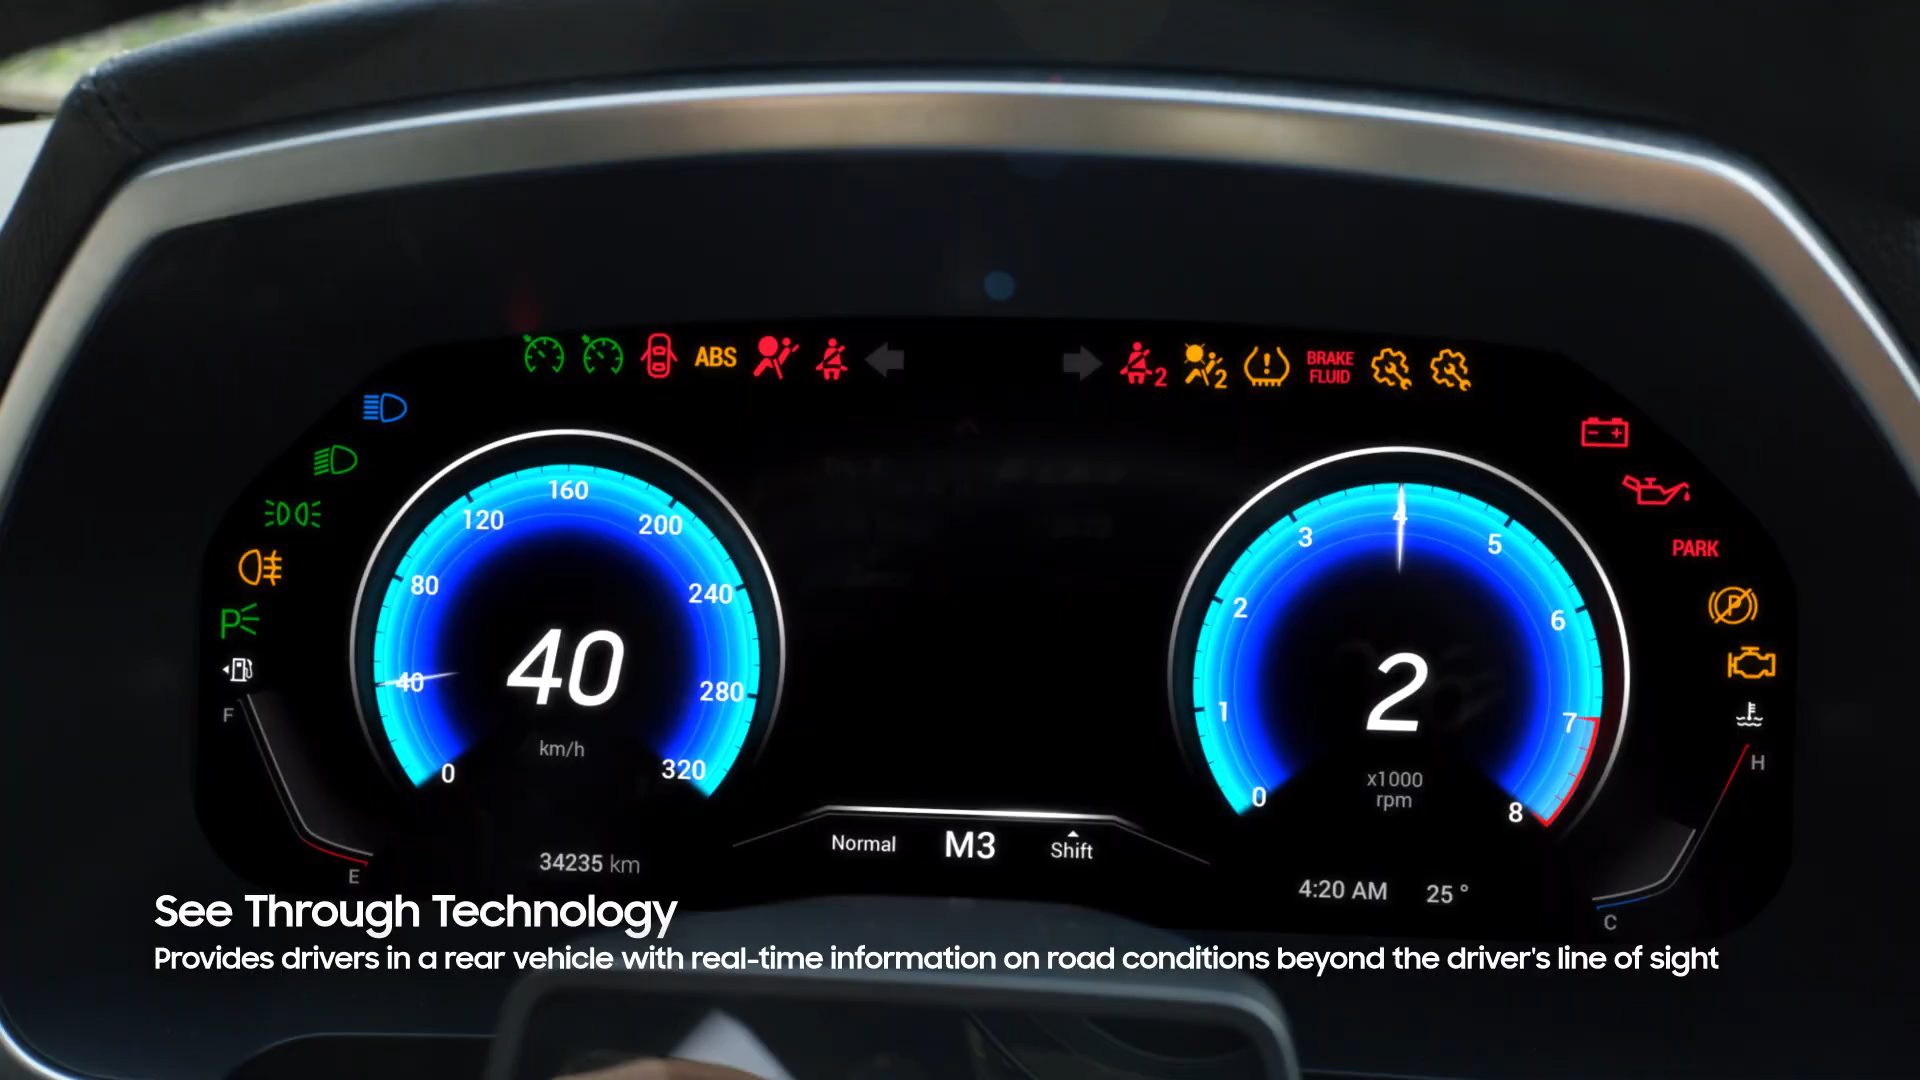 ABS
2
2
BRAKE
FLUID
160
120
200
80
240
40
280
0
320
40
km/h
34235 km
F
E
P
Normal
M3
Shift
4
3
5
2
6
1
7
0
8
2
x1000
rpm
4:20 AM
25 °
PARK
P
H
C
See Through Technology
Provides drivers in a rear vehicle with real-time information on road conditions beyond the driver's line of sight